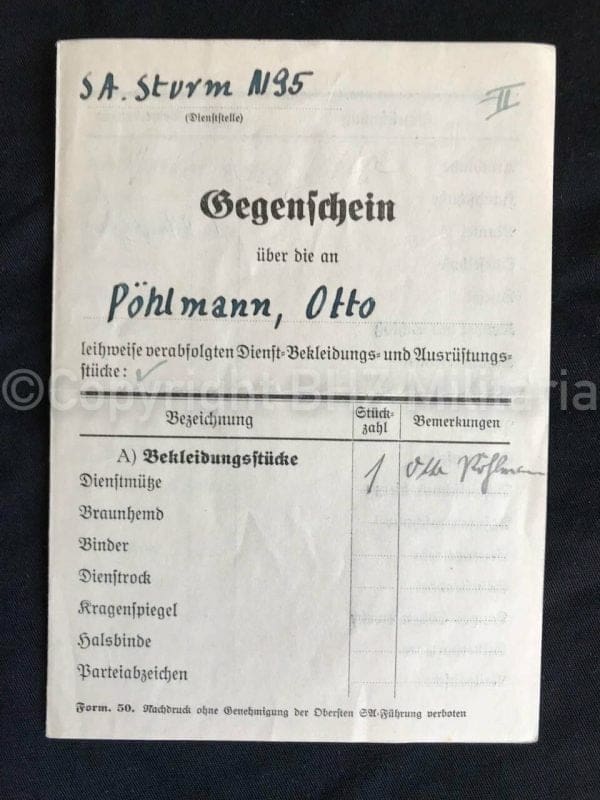 SA. Sturm N95
II
(Dienststelle)
Gegenschein
über die an
Pöhlmann, Otto
leihweise verabfolgten Dienst-Bekleidungs- und Ausrüstungs-
stücke:
©Copyright BHK Militaria
Bezeichnung Stück- Bemerkungen
zahl
A) Bekleidungsstücke
Dienstmütze 1 Otto Pöhlmann
Braunhemd
Binder
Dienstrock
Kragenspiegel
Halsbinde
Parteiabzeichen
Form. 50. Nachdruck ohne Genehmigung der Obersten SA-Führung verboten